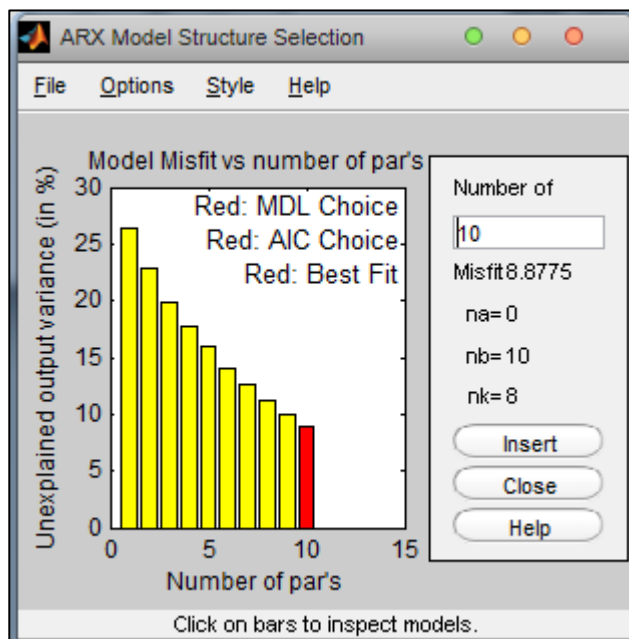 ARX Model Structure Selection
File Options Style Help
Model Misfit vs number of par's
Unexplained output variance (in %)
30
25
20
15
10
5
0
Red: MDL Choice
Red: AIC Choice
Red: Best Fit
0 5 10 15
Number of par's
Number of
10
Misfit8.8775
na= 0
nb= 10
nk= 8
Insert
Close
Help
Click on bars to inspect models.